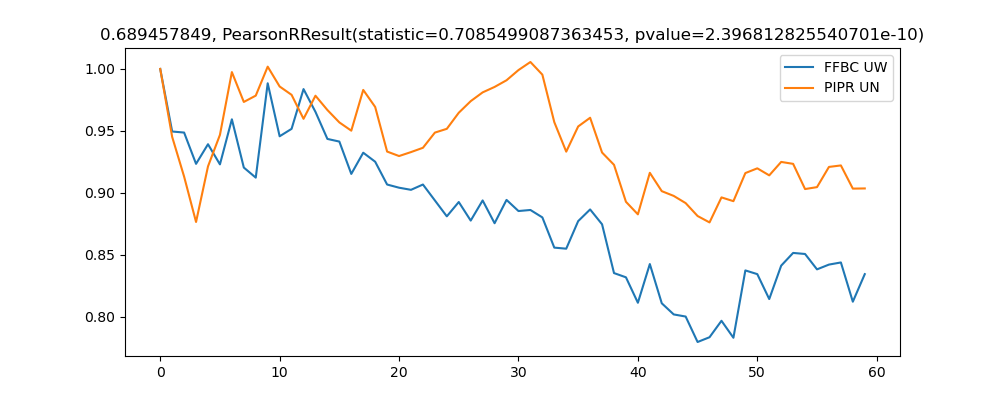 0.689457849, PearsonRResult(statistic=0.7085499087363453, pvalue=2.396812825540701e-10)
FFBC UW
PIPR UN
1.00
0.95
0.90
0.85
0.80
0 10 20 30 40 50 60